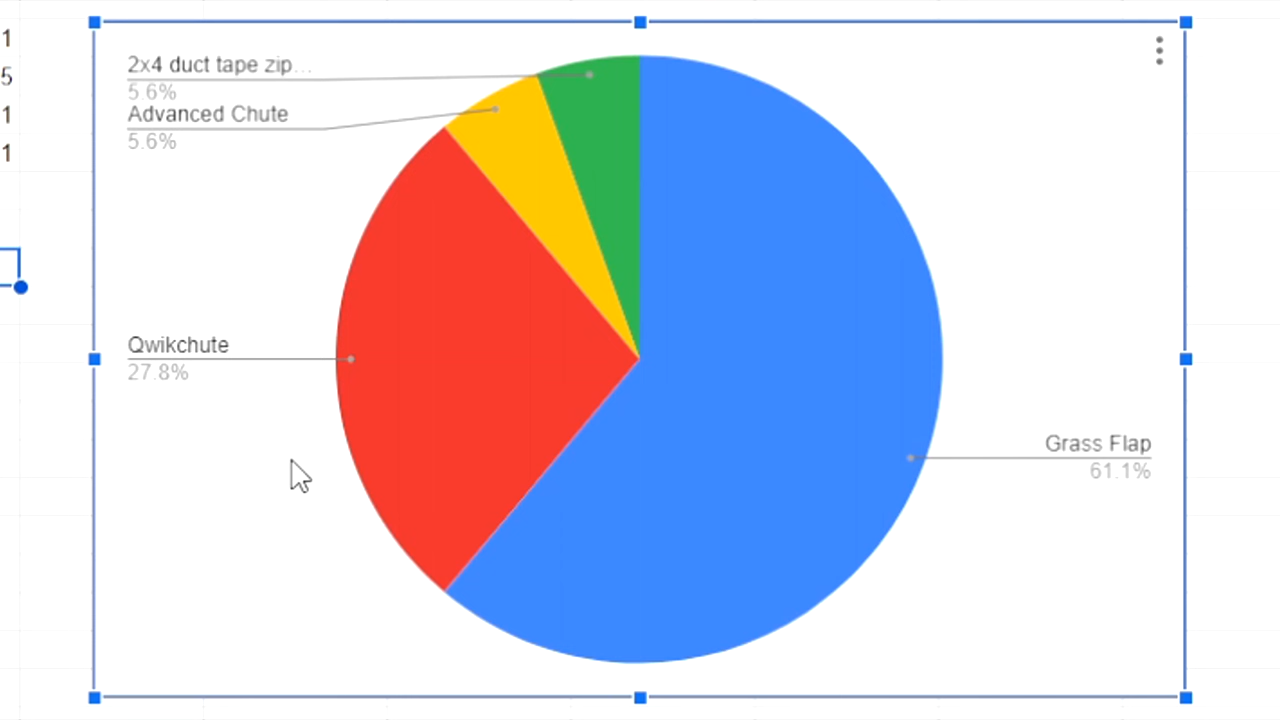 1
5
1
1
2x4 duct tape zip...
5.6%
Advanced Chute
5.6%
Qwikchute
27.8%
Grass Flap
61.1%